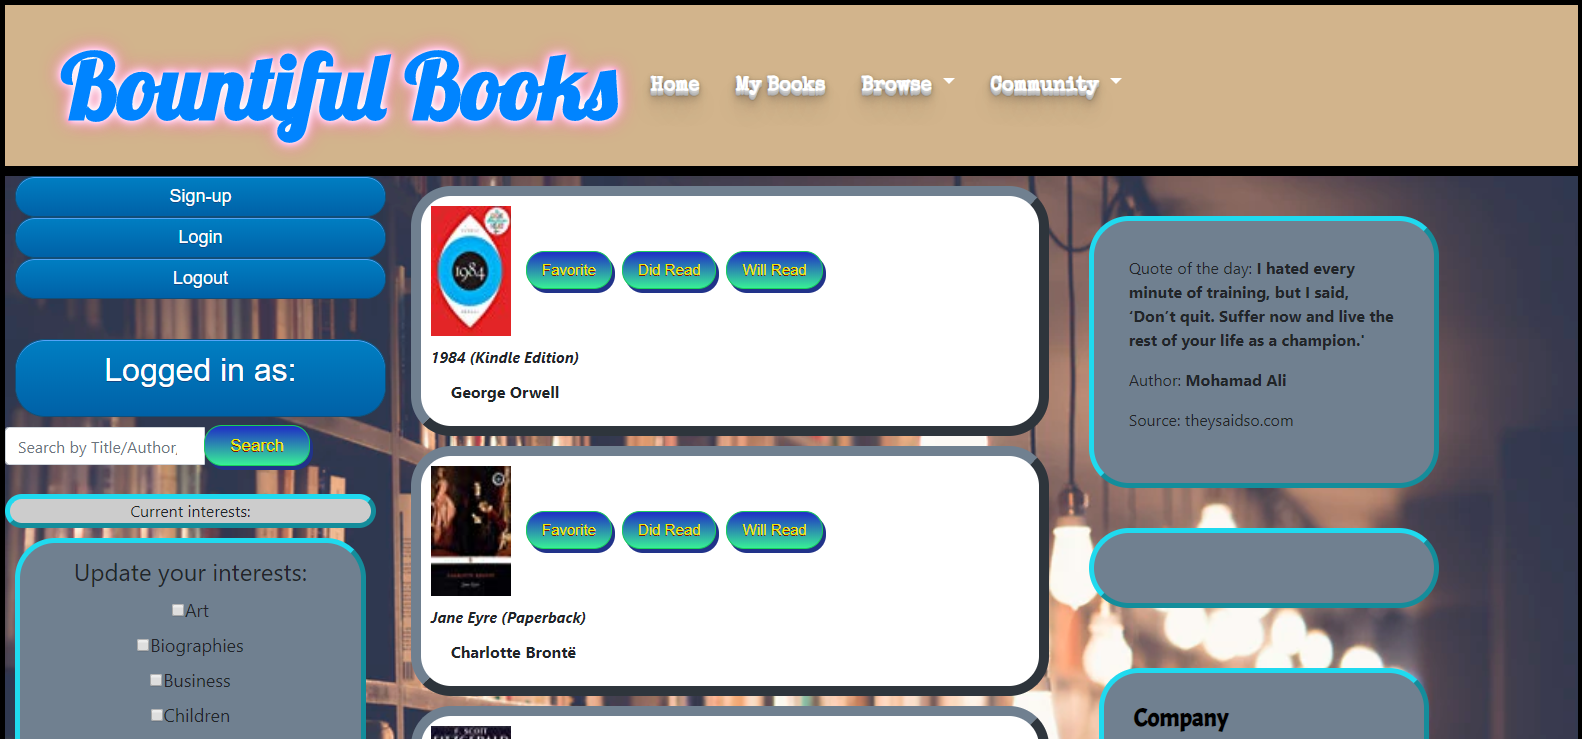 Bountiful Books
Home
My Books
Browse
Community
Sign-up
Login
Logout
Logged in as:
Search by Title/Author,
Search
Current interests:
Update your interests:
Art
Biographies
Business
Children
1984
Favorite
Did Read
Will Read
1984 (Kindle Edition)
George Orwell
Favorite
Did Read
Will Read
Jane Eyre (Paperback)
Charlotte Brontë
F. SCOTT
FITZGERALD
Quote of the day: I hated every
minute of training, but I said,
‘Don’t quit. Suffer now and live the
rest of your life as a champion.'
Author: Mohamad Ali
Source: theysaidso.com
Company